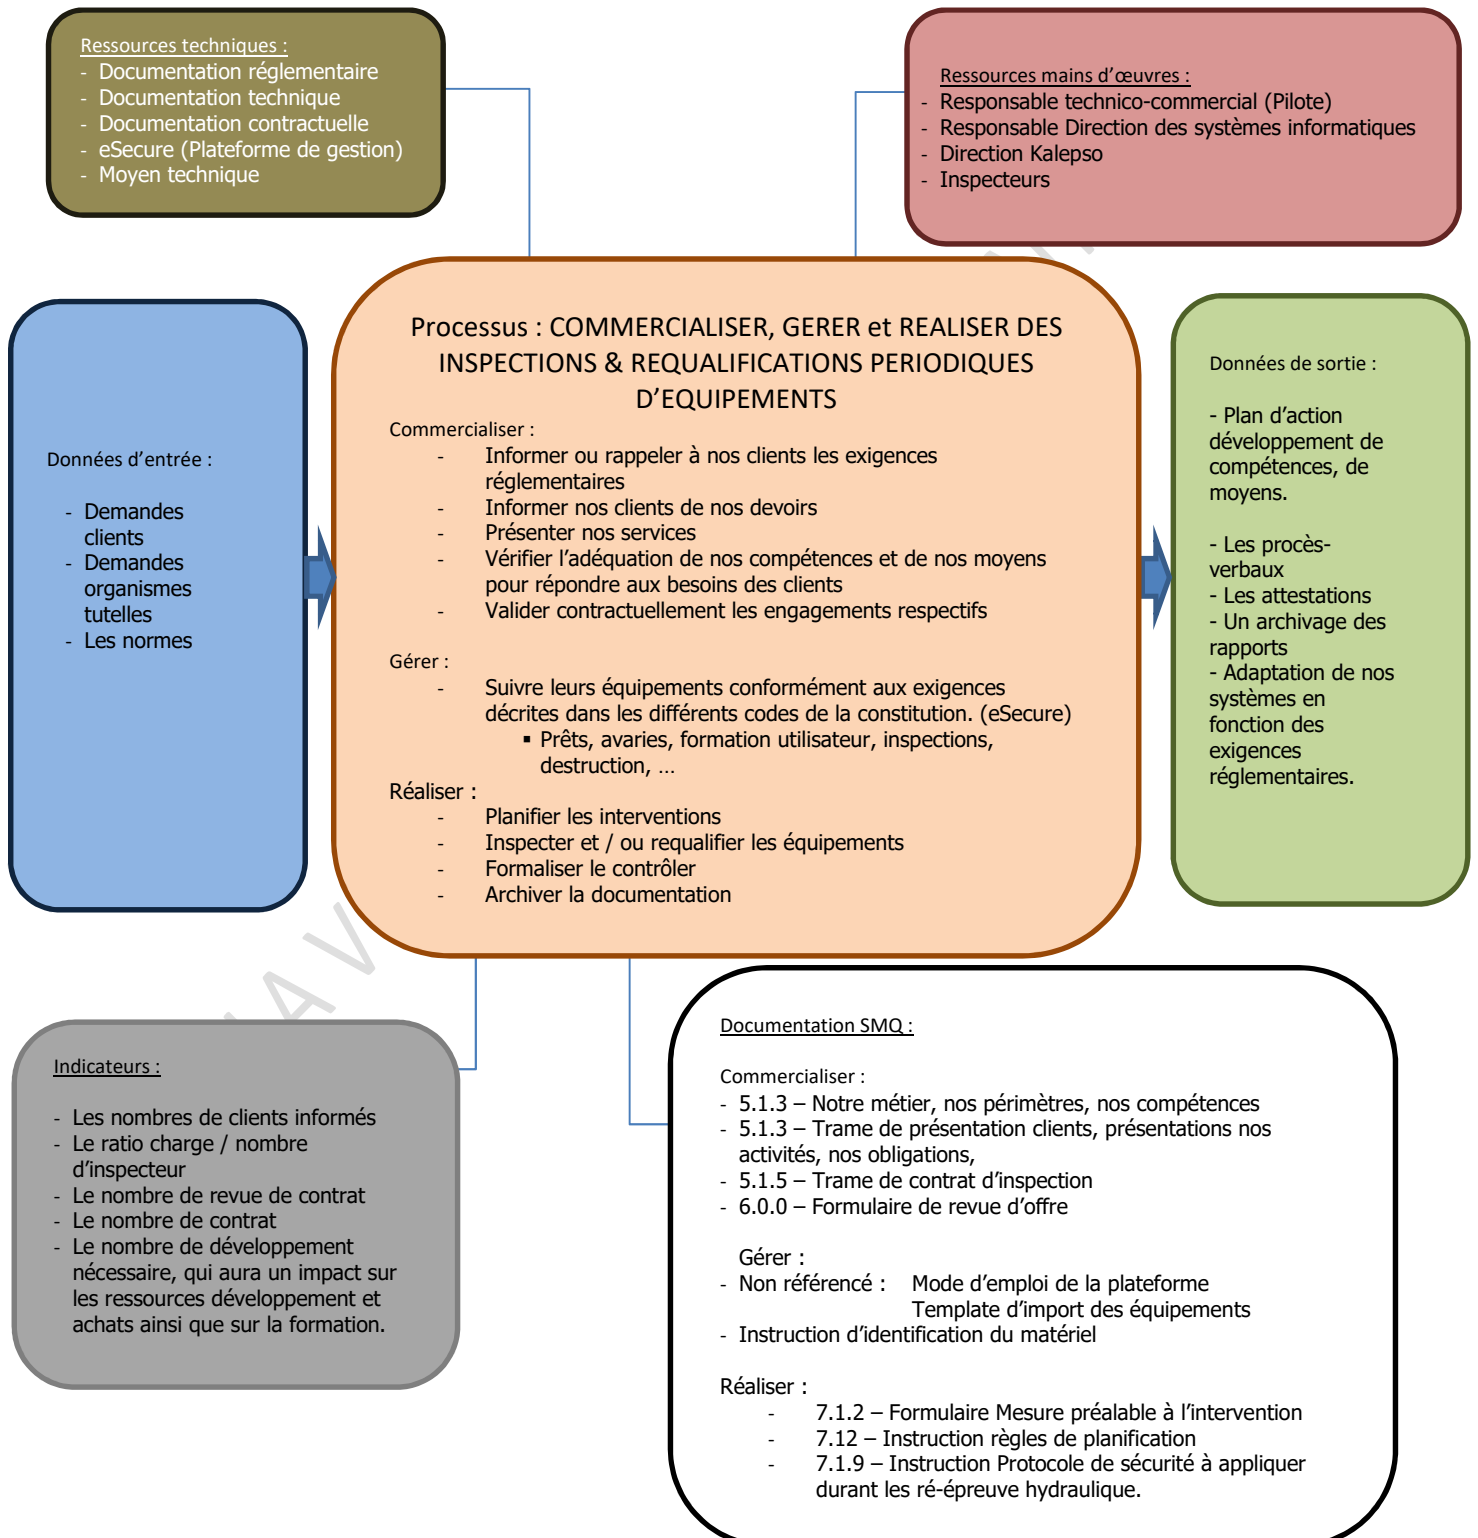 Ressources techniques :
- Documentation réglementaire
- Documentation technique
- Documentation contractuelle
- eSecure (Plateforme de gestion)
- Moyen technique
Ressources mains d’œuvres :
- Responsable technico-commercial (Pilote)
- Responsable Direction des systèmes informatiques
- Direction Kalepso
- Inspecteurs
Données d’entrée :
- Demandes
clients
- Demandes
organismes
tutelles
- Les normes
Processus : COMMERCIALISER, GERER et REALISER DES
INSPECTIONS & REQUALIFICATIONS PERIODIQUES
D’EQUIPEMENTS
Commercialiser :
- Informer ou rappeler à nos clients les exigences
réglementaires
- Informer nos clients de nos devoirs
- Présenter nos services
- Vérifier l’adéquation de nos compétences et de nos moyens
pour répondre aux besoins des clients
- Valider contractuellement les engagements respectifs
Gérer :
- Suivre leurs équipements conformément aux exigences
décrites dans les différents codes de la constitution. (eSecure)
▪ Prêts, avaries, formation utilisateur, inspections,
destruction, …
Réaliser :
- Planifier les interventions
- Inspecter et / ou requalifier les équipements
- Formaliser le contrôler
- Archiver la documentation
Données de sortie :
- Plan d’action
développement de
compétences, de
moyens.
- Les procès-
verbaux
- Les attestations
- Un archivage des
rapports
- Adaptation de nos
systèmes en
fonction des
exigences
réglementaires.
Indicateurs :
- Les nombres de clients informés
- Le ratio charge / nombre
d’inspecteur
- Le nombre de revue de contrat
- Le nombre de contrat
- Le nombre de développement
nécessaire, qui aura un impact sur
les ressources développement et
achats ainsi que sur la formation.
Documentation SMQ :
Commercialiser :
- 5.1.3 – Notre métier, nos périmètres, nos compétences
- 5.1.3 – Trame de présentation clients, présentations nos
activités, nos obligations,
- 5.1.5 – Trame de contrat d’inspection
- 6.0.0 – Formulaire de revue d’offre
Gérer :
- Non référencé : Mode d’emploi de la plateforme
Template d’import des équipements
- Instruction d’identification du matériel
Réaliser :
- 7.1.2 – Formulaire Mesure préalable à l’intervention
- 7.12 – Instruction règles de planification
- 7.1.9 – Instruction Protocole de sécurité à appliquer
durant les ré-épreuve hydraulique.